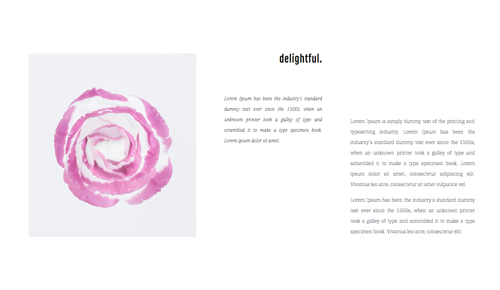 delightful.
Lorem Ipsum has been the industry's standard
dummy text ever since the 1500s, when an
unknown printer took a galley of type and
scrambled it to make a type specimen book.
Lorem ipsum dolor sit amet.
Lorem Ipsum is simply dummy text of the printing and
typesetting industry. Lorem Ipsum has been the
industry's standard dummy text ever since the 1500s,
when an unknown printer took a galley of type and
scrambled it to make a type specimen book. Lorem
ipsum dolor sit amet, consectetur adipiscing elit.
Vivamus leo ante, consectetur sit amet vulputate vel.
Lorem Ipsum has been the industry's standard dummy
text ever since the 1500s, when an unknown printer
took a galley of type and scrambled it to make a type
specimen book. Vivamus leo ante, consectetur sit amet.